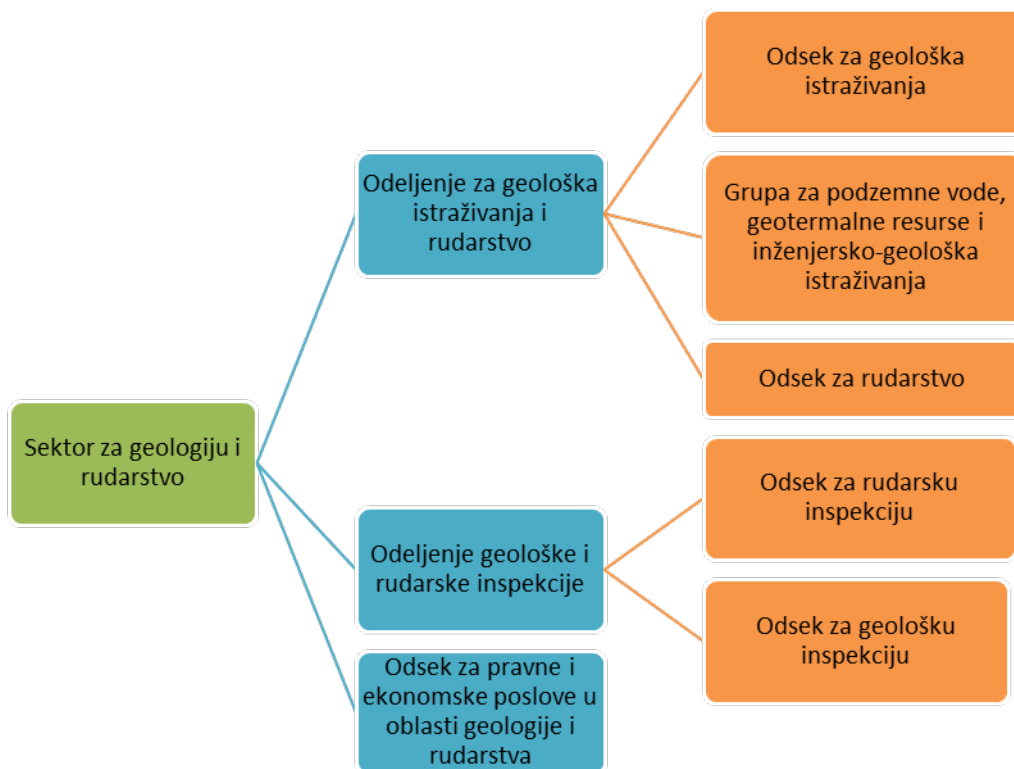 Sektor za geologiju i
rudarstvo
Odeljenje za geološka
istraživanja i
rudarstvo
Odsek za geološka
istraživanja
Grupa za podzemne vode,
geotermalne resurse i
inženjersko-geološka
istraživanja
Odsek za rudarstvo
Odeljenje geološke i
rudarske inspekcije
Odsek za rudarsku
inspekciju
Odsek za geološku
inspekciju
Odsek za pravne i
ekonomske poslove u
oblasti geologije i
rudarstva